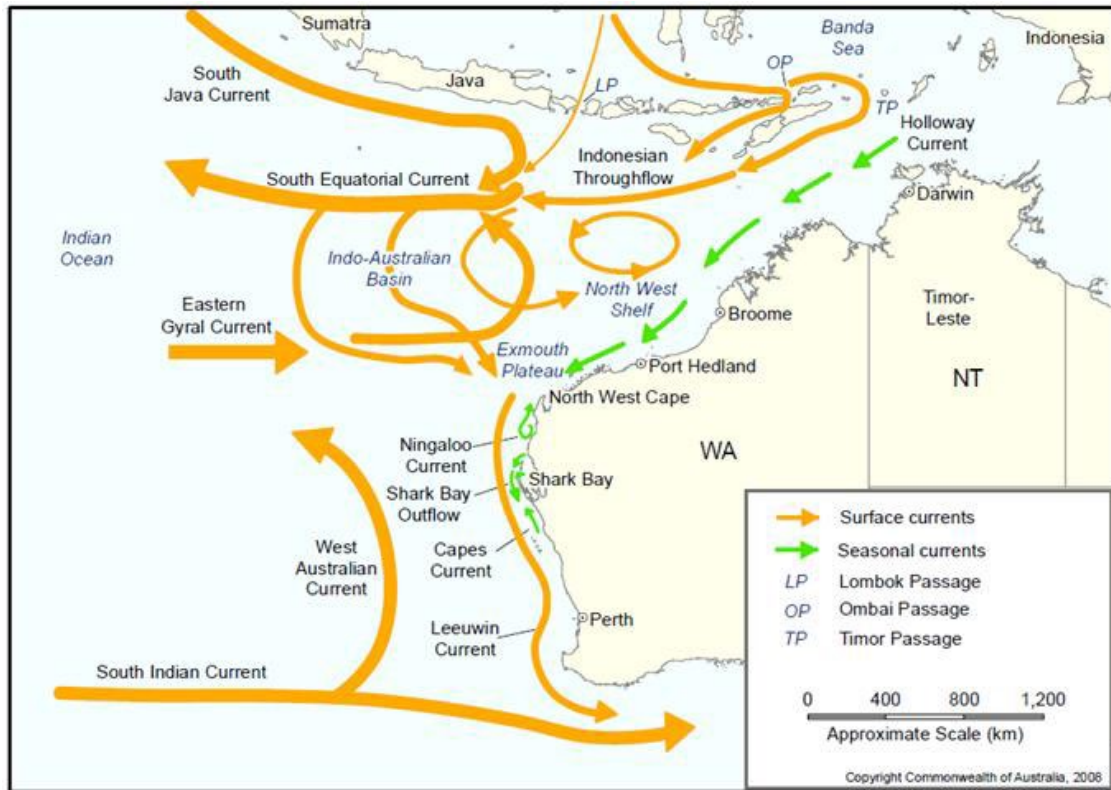 Sumatra
Banda
Sea
Indonesia
South
Java Current
Java
LP
OP
TP
Holloway
Current
Indonesian
Throughflow
South Equatorial Current
Darwin
Indian
Ocean
Indo-Australian
Basin
North West
Shelf
Eastern
Gyral Current
Broome
Timor-
Leste
Exmouth
Plateau
Port Hedland
NT
North West Cape
Ningaloo
Current
WA
Shark Bay
Shark Bay
Outflow
West
Australian
Current
Capes
Current
Perth
Leeuwin
Current
South Indian Current
Surface currents
Seasonal currents
LP Lombok Passage
OP Ombai Passage
TP Timor Passage
0 400 800 1,200
Approximate Scale (km)
Copyright Commonwealth of Australia, 2008